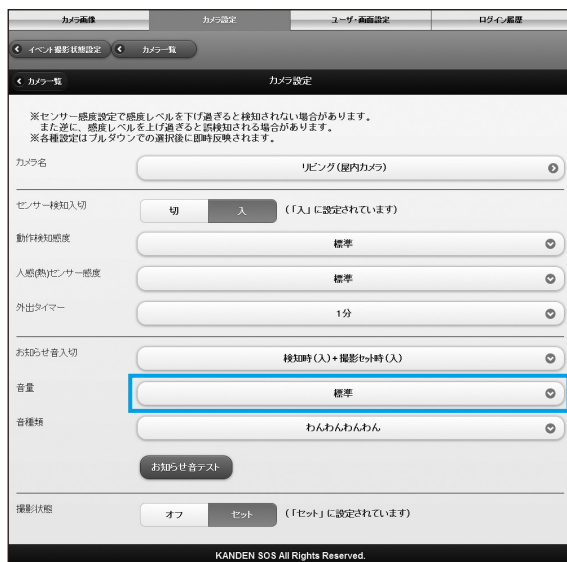 カメラ画像 カメラ設定 ユーザ・画面設定 ログイン履歴
イベント撮影状態設定 カメラ一覧
カメラ一覧 カメラ設定
※センサー感度設定で感度レベルを下げ過ぎると検知されない場合があります。
また逆に、感度レベルを上げ過ぎると誤検知される場合があります。
※各種設定はプルダウンでの選択後に即時反映されます。
カメラ名 リビング(屋内カメラ)
センサー検知入切 切 入 (「入」に設定されています)
動作検知感度 標準
人感(熱)センサー感度 標準
外出タイマー 1分
お知らせ音入切 検知時(入)+撮影セット時(入)
音量 標準
音種類 わんわんわんわん
お知らせ音テスト
撮影状態 オフ セット (「セット」に設定されています)
KANDEN SOS All Rights Reserved.